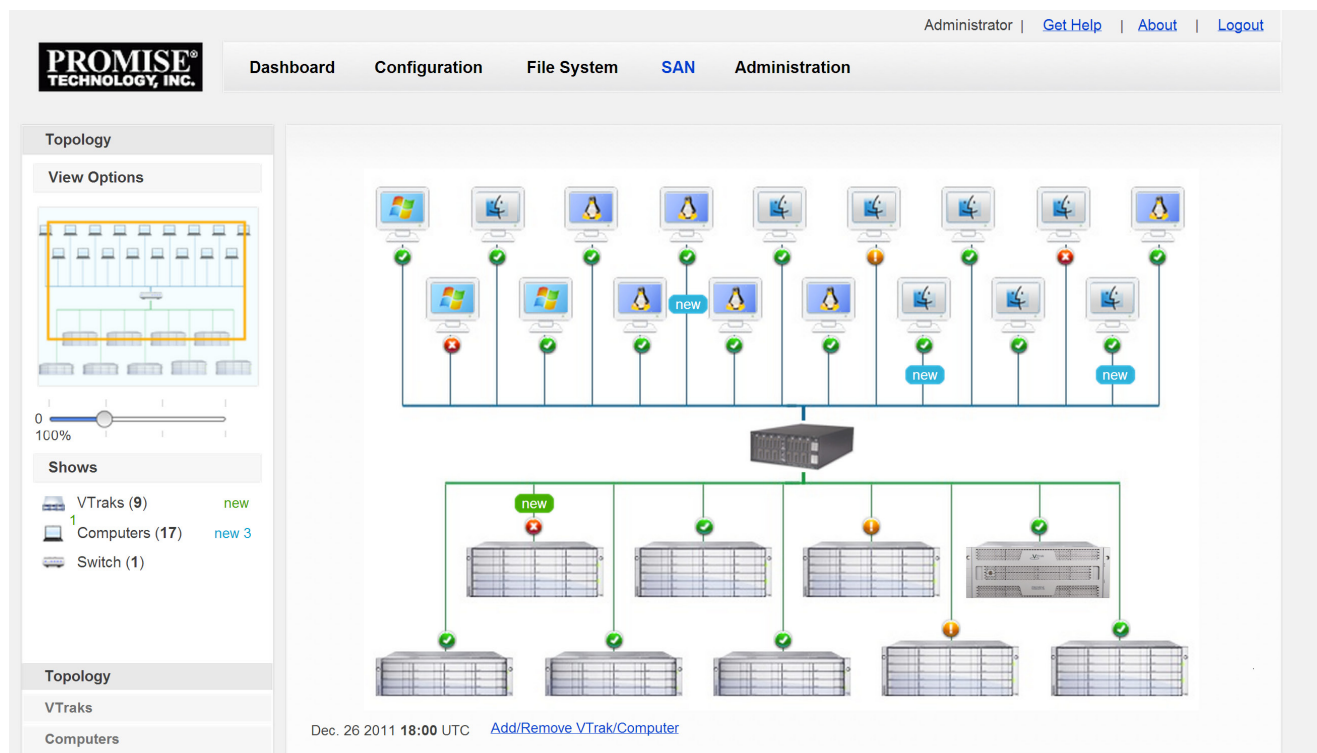 Administrator | Get Help | About | Logout
PROMISE®
TECHNOLOGY, INC.
Dashboard Configuration File System SAN Administration
Topology
View Options
0
100%
Shows
VTraks (9) new
1
Computers (17) new 3
Switch (1)
Topology
VTraks
Computers
new
new
new
new
Dec. 26 2011 18:00 UTC Add/Remove VTrak/Computer